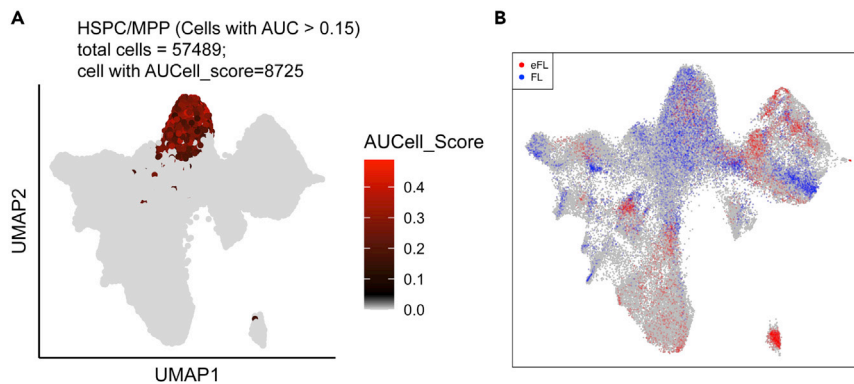 A
HSPC/MPP (Cells with AUC > 0.15)
total cells = 57489;
cell with AUCell_score=8725
AUCell_Score
0.4
0.3
0.2
0.1
0.0
UMAP2
UMAP1
B
eFL
FL